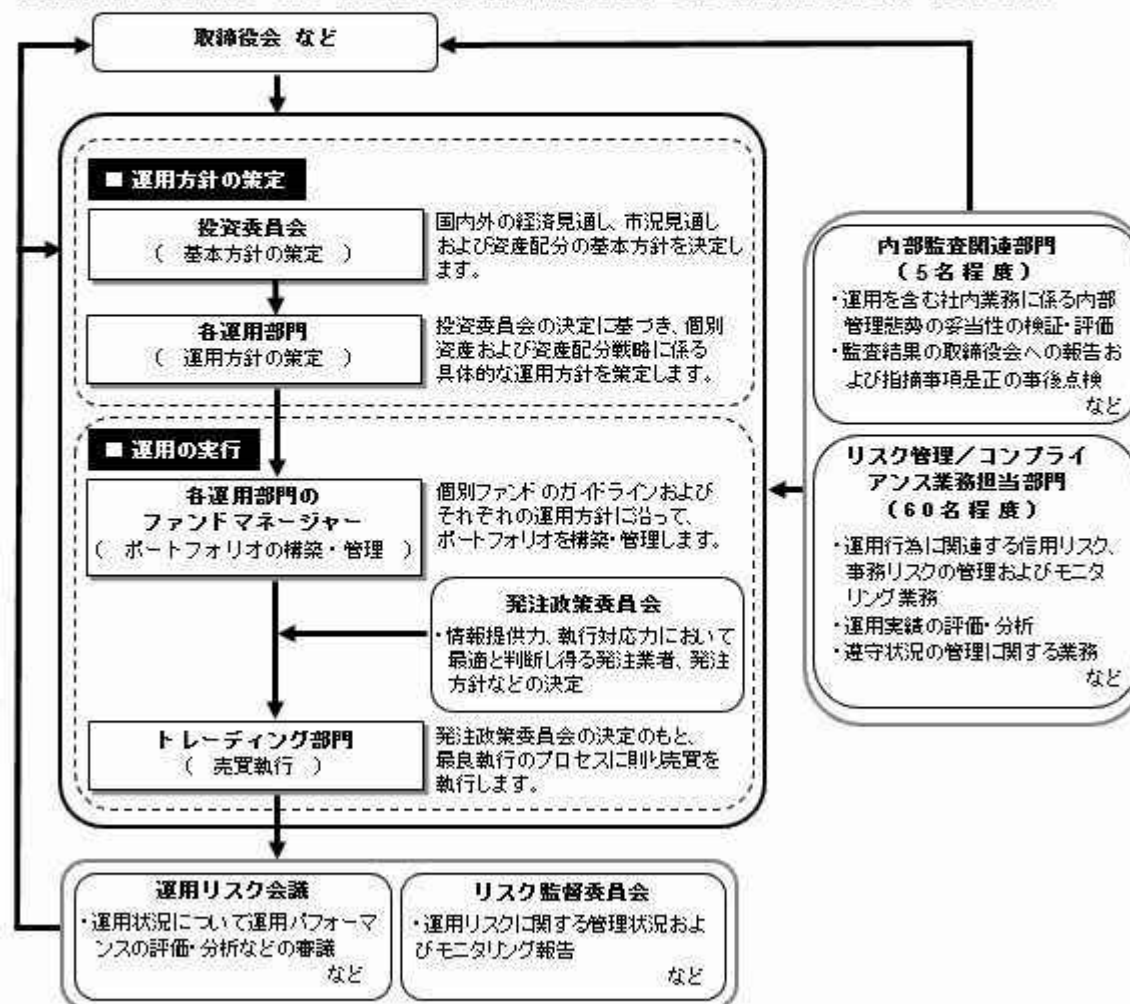 取締役会 など
■ 運用方針の策定
投資委員会
( 基本方針の策定 )
国内外の経済見通し、市況見通し
および資産配分の基本方針を決定し
ます。
各運用部門
( 運用方針の策定 )
投資委員会の決定に基づき、個別
資産および資産配分戦略に係る
具体的な運用方針を策定します。
■ 運用の実行
各運用部門の
ファンドマネージャー
( ポートフォリオの構築・管理 )
個別ファンドのガイドラインおよび
それぞれの運用方針に沿って、
ポートフォリオを構築・管理します。
発注政策委員会
・情報提供力、執行対応力において
最適と判断し得る発注業者、発注
方針などの決定
トレーディング部門
( 売買執行 )
発注政策委員会の決定のもと、
最良執行のプロセスに則り売買を
執行します。
内部監査関連部門
(5名程度)
・運用を含む社内業務に係る内部
管理態勢の妥当性の検証・評価
・監査結果の取締役会への報告お
よび指摘事項是正の事後点検
など
リスク管理/コンプライ
アンス業務担当部門
(60名程度)
・運用行為に関連する信用リスク、
事務リスクの管理およびモニタ
リング業務
・運用実績の評価・分析
・遵守状況の管理に関する業務
など
運用リスク会議
・運用状況について運用パフォーマ
ンスの評価・分析などの審議
など
リスク監督委員会
・運用リスクに関する管理状況およ
びモニタリング報告
など